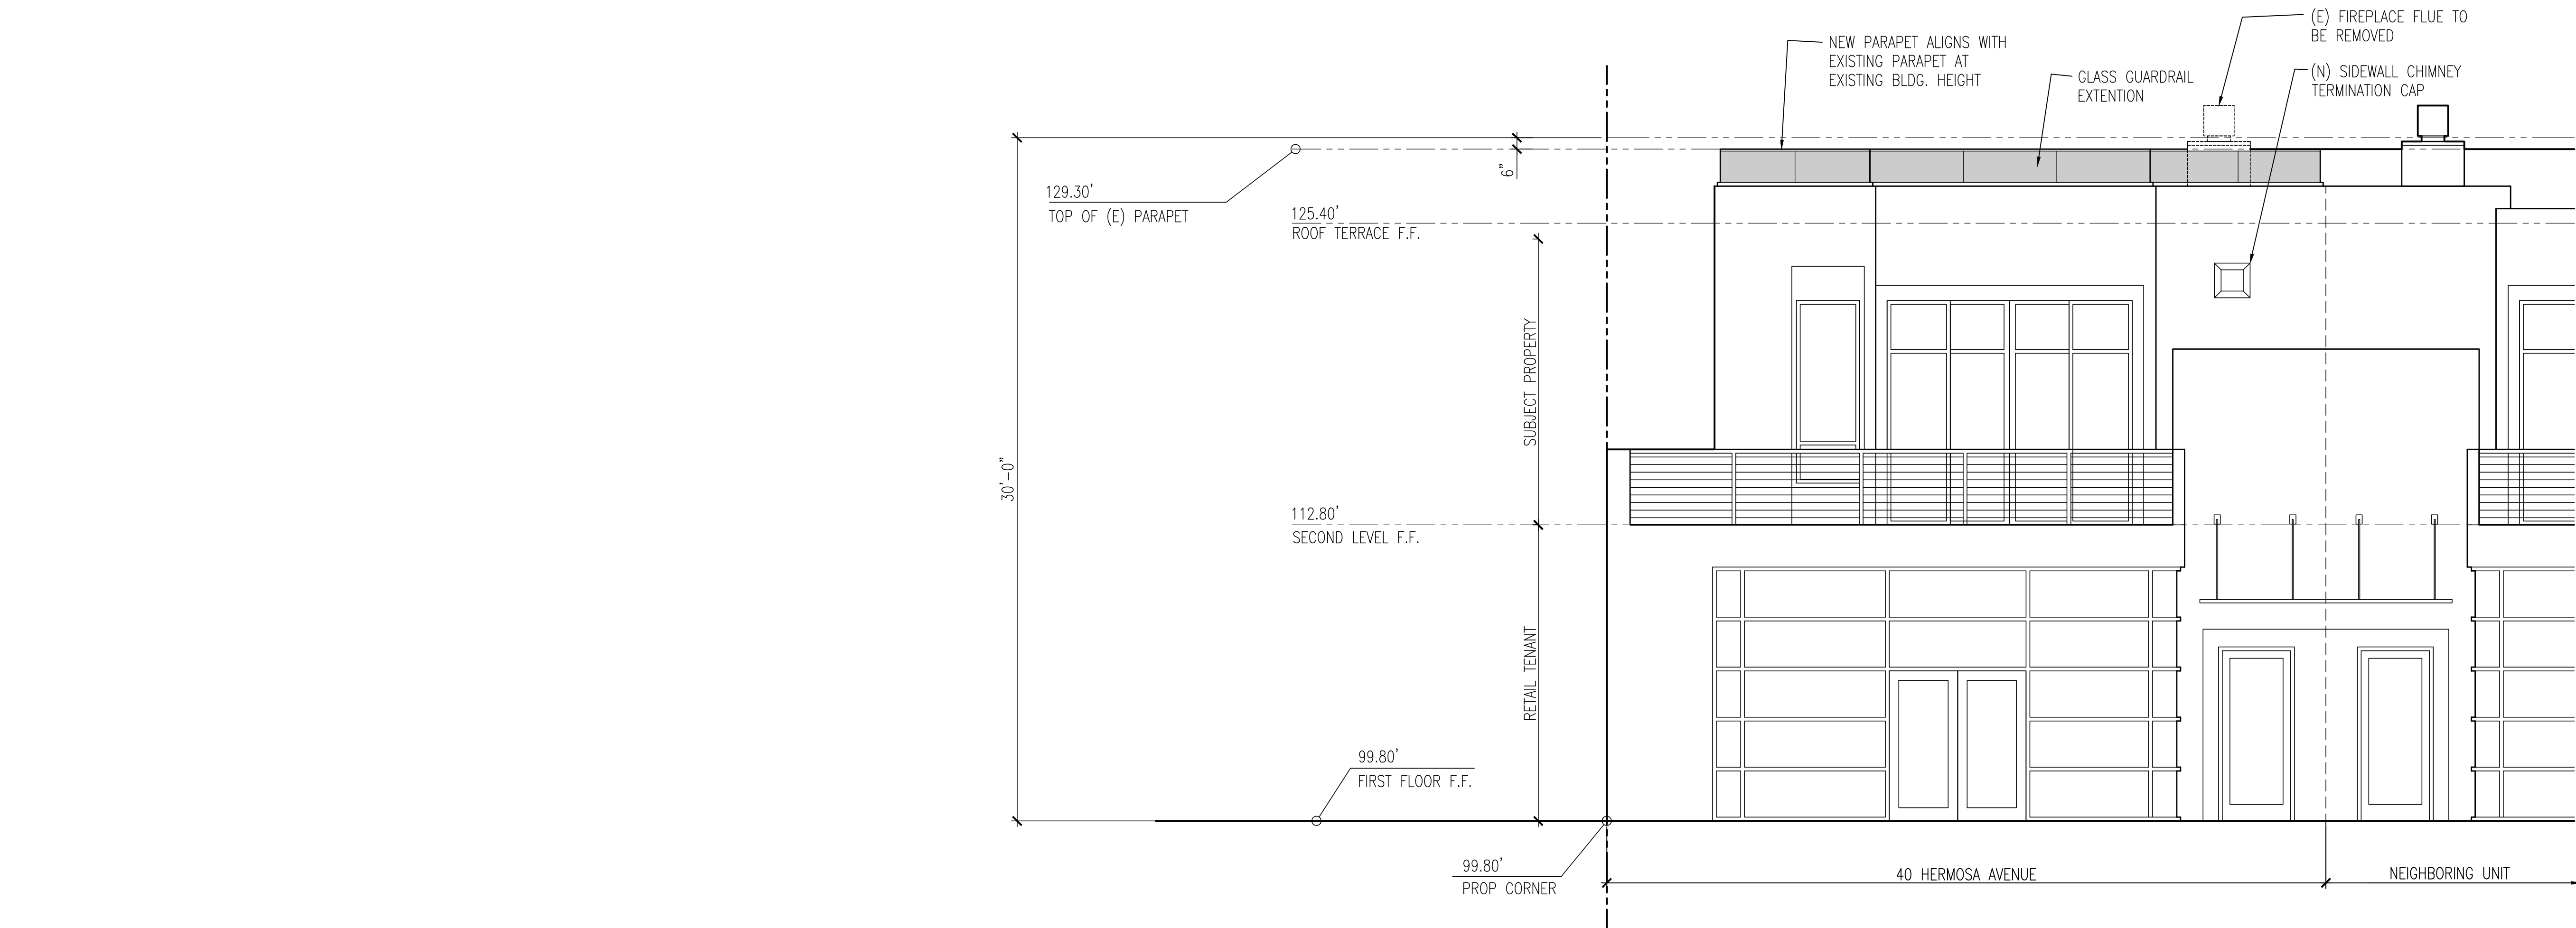 (E) FIREPLACE FLUE TO
BE REMOVED
NEW PARAPET ALIGNS WITH
EXISTING PARAPET AT
EXISTING BLDG. HEIGHT
GLASS GUARDRAIL
EXTENTION
(N) SIDEWALL CHIMNEY
TERMINATION CAP
6"
129.30'
TOP OF (E) PARAPET
125.40'
ROOF TERRACE F.F.
SUBJECT PROPERTY
30'-0"
112.80'
SECOND LEVEL F.F.
RETAIL TENANT
99.80'
FIRST FLOOR F.F.
99.80'
PROP CORNER
40 HERMOSA AVENUE
NEIGHBORING UNIT